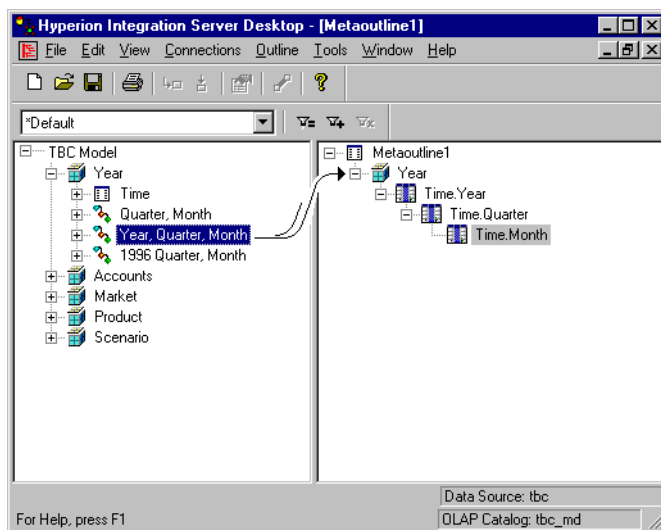 Hyperion Integration Server Desktop - [Metaoutline1]
File Edit View Connections Outline Tools Window Help
*Default
TBC Model
Year
Time
Quarter, Month
Year, Quarter, Month
1996 Quarter, Month
Accounts
Market
Product
Scenario
Metaoutline1
Year
Time.Year
Time.Quarter
Time.Month
Data Source: tbc
For Help, press F1
OLAP Catalog: tbc_md